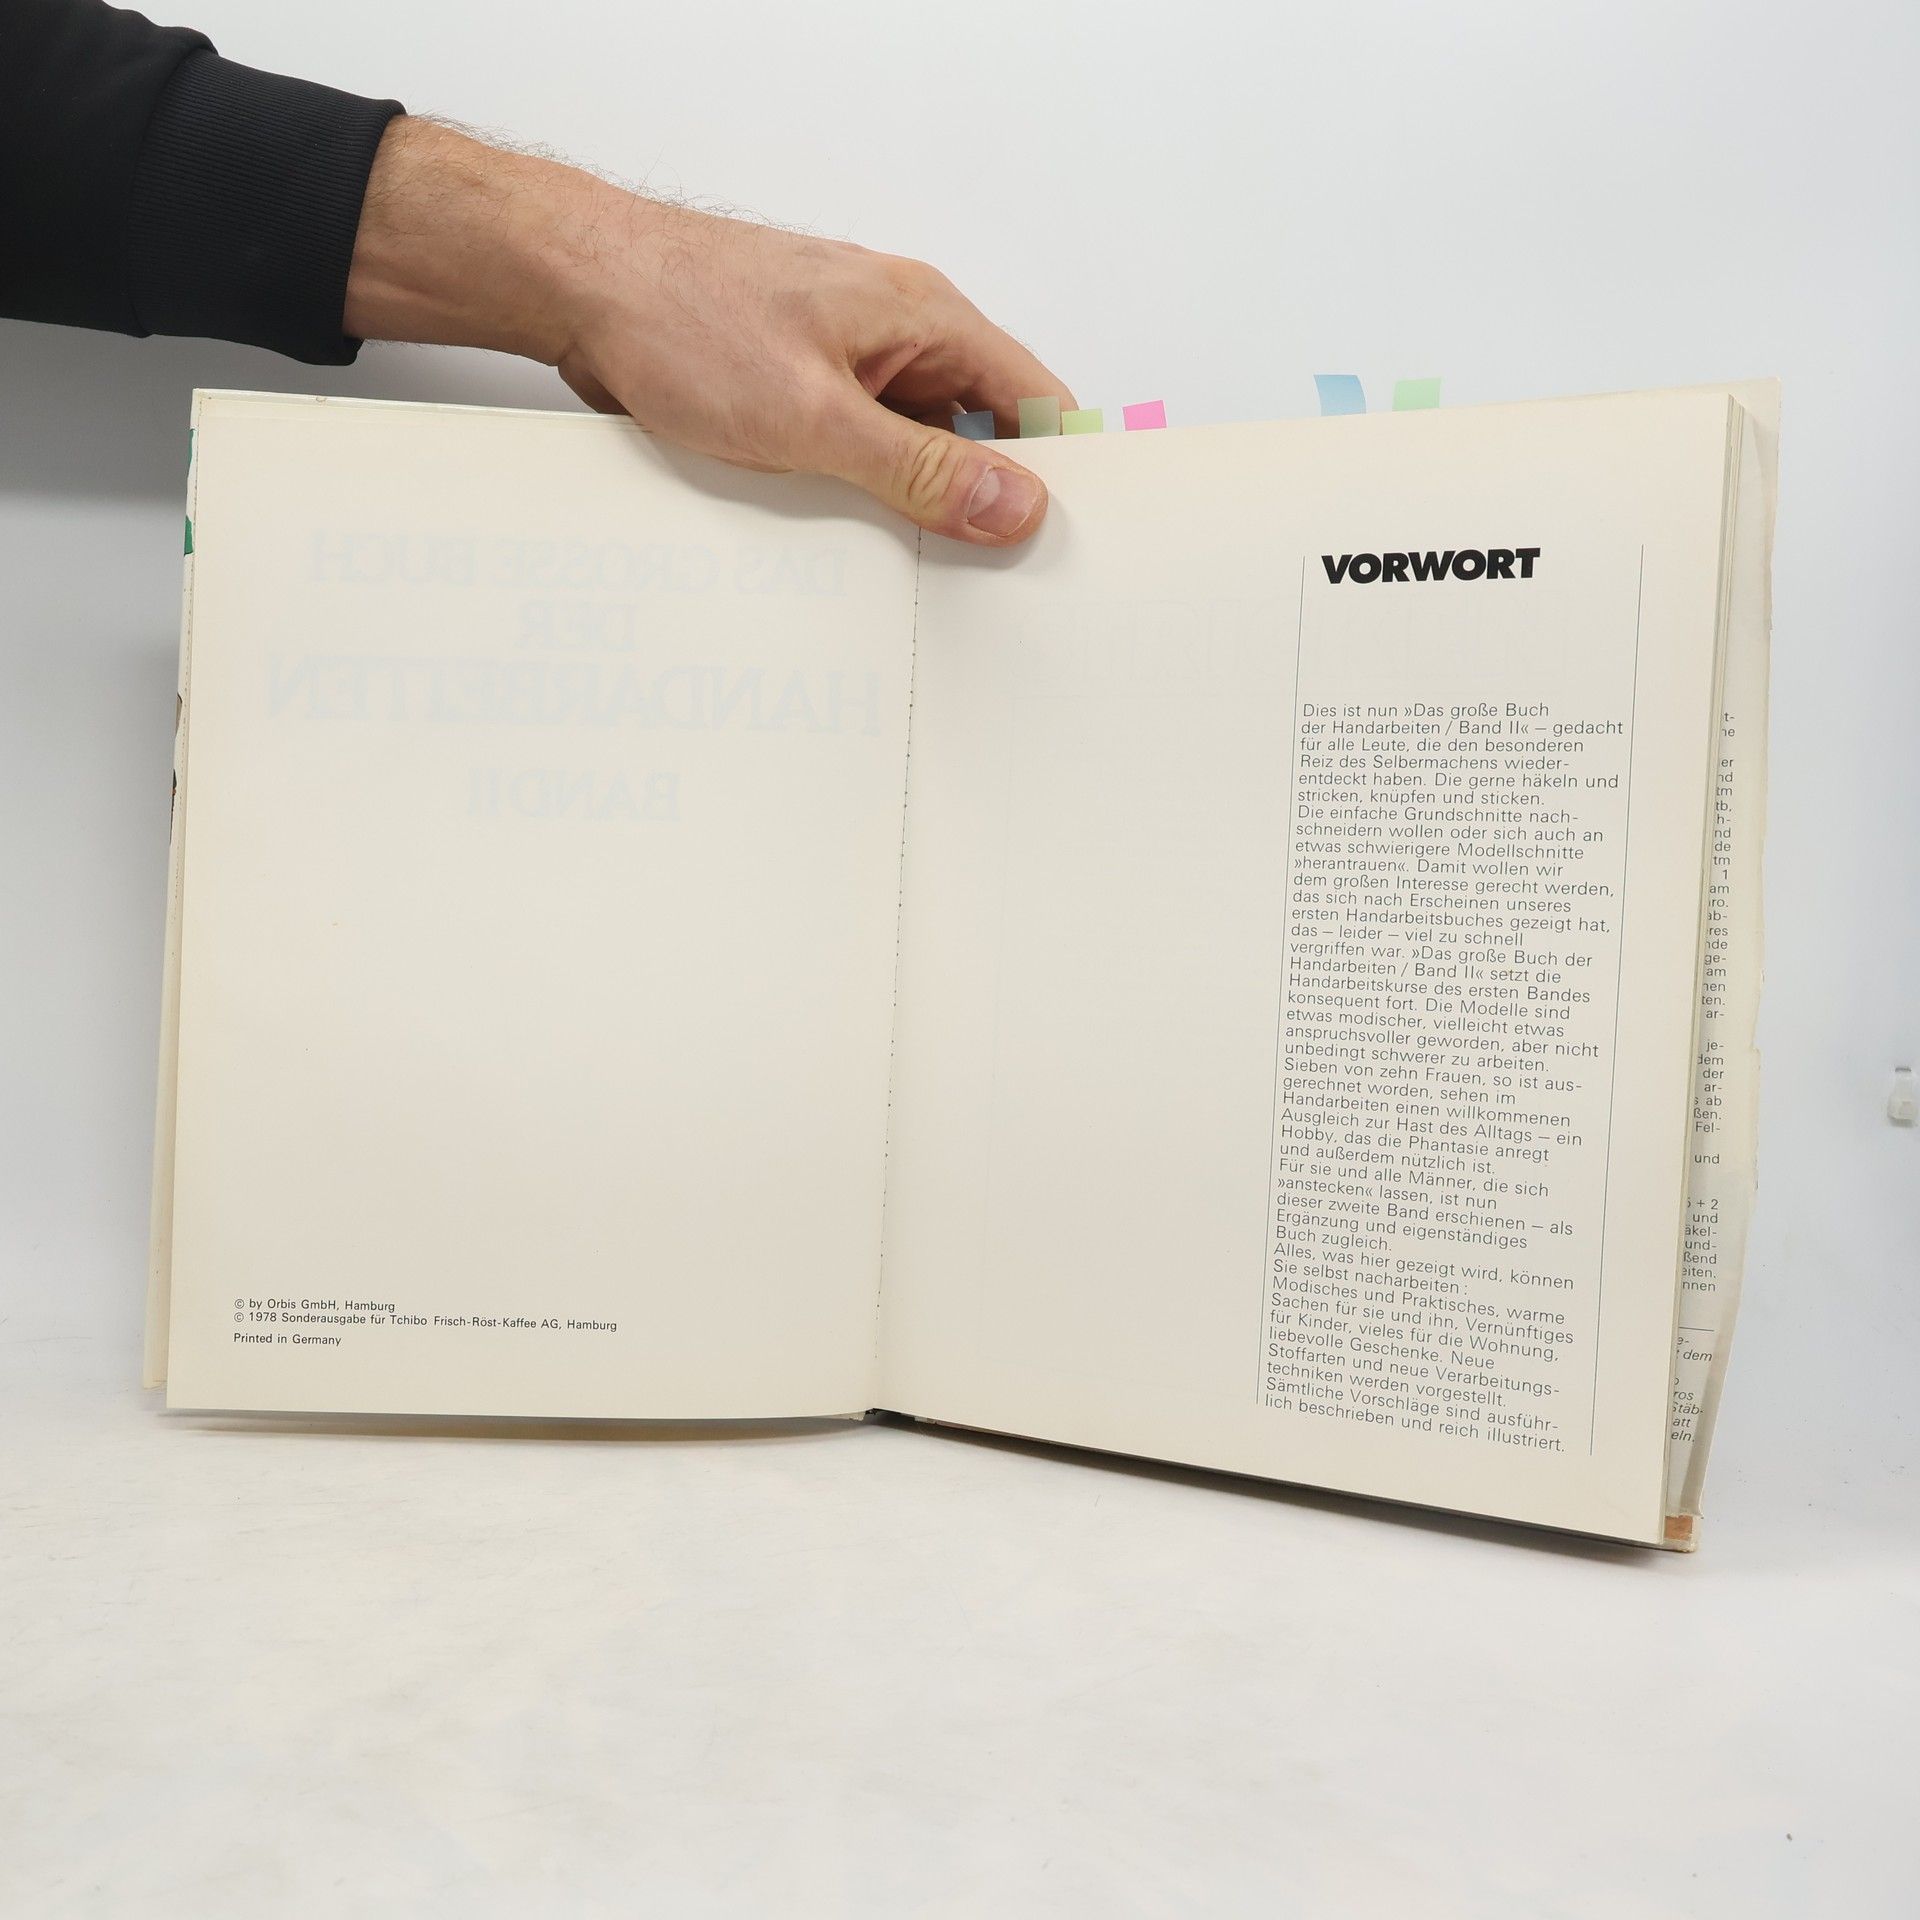 DAS GROSSE BUCH
DER
HANDARBEITEN
BAND II
© by Orbis GmbH, Hamburg
© 1978 Sonderausgabe für Tchibo Frisch-Röst-Kaffee AG, Hamburg
Printed in Germany
VORWORT
Dies ist nun »Das große Buch
der Handarbeiten / Band II« – gedacht
für alle Leute, die den besonderen
Reiz des Selbermachens wieder-
entdeckt haben. Die gerne häkeln und
stricken, knüpfen und sticken.
Die einfache Grundschnitte nach-
schneidern wollen oder sich auch an
etwas schwierigere Modellschnitte
»herantrauen«. Damit wollen wir
dem großen Interesse gerecht werden,
das sich nach Erscheinen unseres
ersten Handarbeitsbuches gezeigt hat,
das – leider – viel zu schnell
vergriffen war. »Das große Buch der
Handarbeiten / Band II« setzt die
Handarbeitskurse des ersten Bandes
konsequent fort. Die Modelle sind
etwas modischer, vielleicht etwas
anspruchsvoller geworden, aber nicht
unbedingt schwerer zu arbeiten.
Sieben von zehn Frauen, so ist aus-
gerechnet worden, sehen im
Handarbeiten einen willkommenen
Ausgleich zur Hast des Alltags – ein
Hobby, das die Phantasie anregt
und außerdem nützlich ist.
Für sie und alle Männer, die sich
»anstecken« lassen, ist nun
dieser zweite Band erschienen – als
Ergänzung und eigenständiges
Buch zugleich.
Alles, was hier gezeigt wird, können
Sie selbst nacharbeiten:
Modisches und Praktisches, warme
Sachen für sie und ihn, Vernünftiges
für Kinder, vieles für die Wohnung,
liebevolle Geschenke. Neue
Stoffarten und neue Verarbeitungs-
techniken werden vorgestellt.
Sämtliche Vorschläge sind ausführ-
lich beschrieben und reich illustriert.